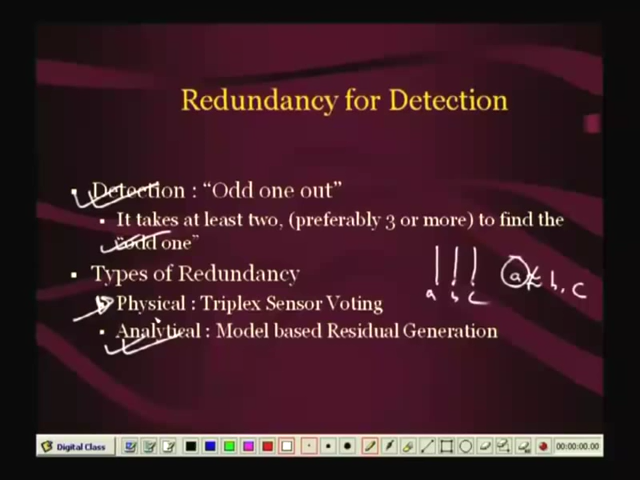 Redundancy for Detection
Detection : “Odd one out”
It takes at least two, (preferably 3 or more) to find the
“odd one”
Types of Redundancy
Physical : Triplex Sensor Voting
Analytical : Model based Residual Generation
a b c
a ≠ b, c
Digital Class
00:00:00.00